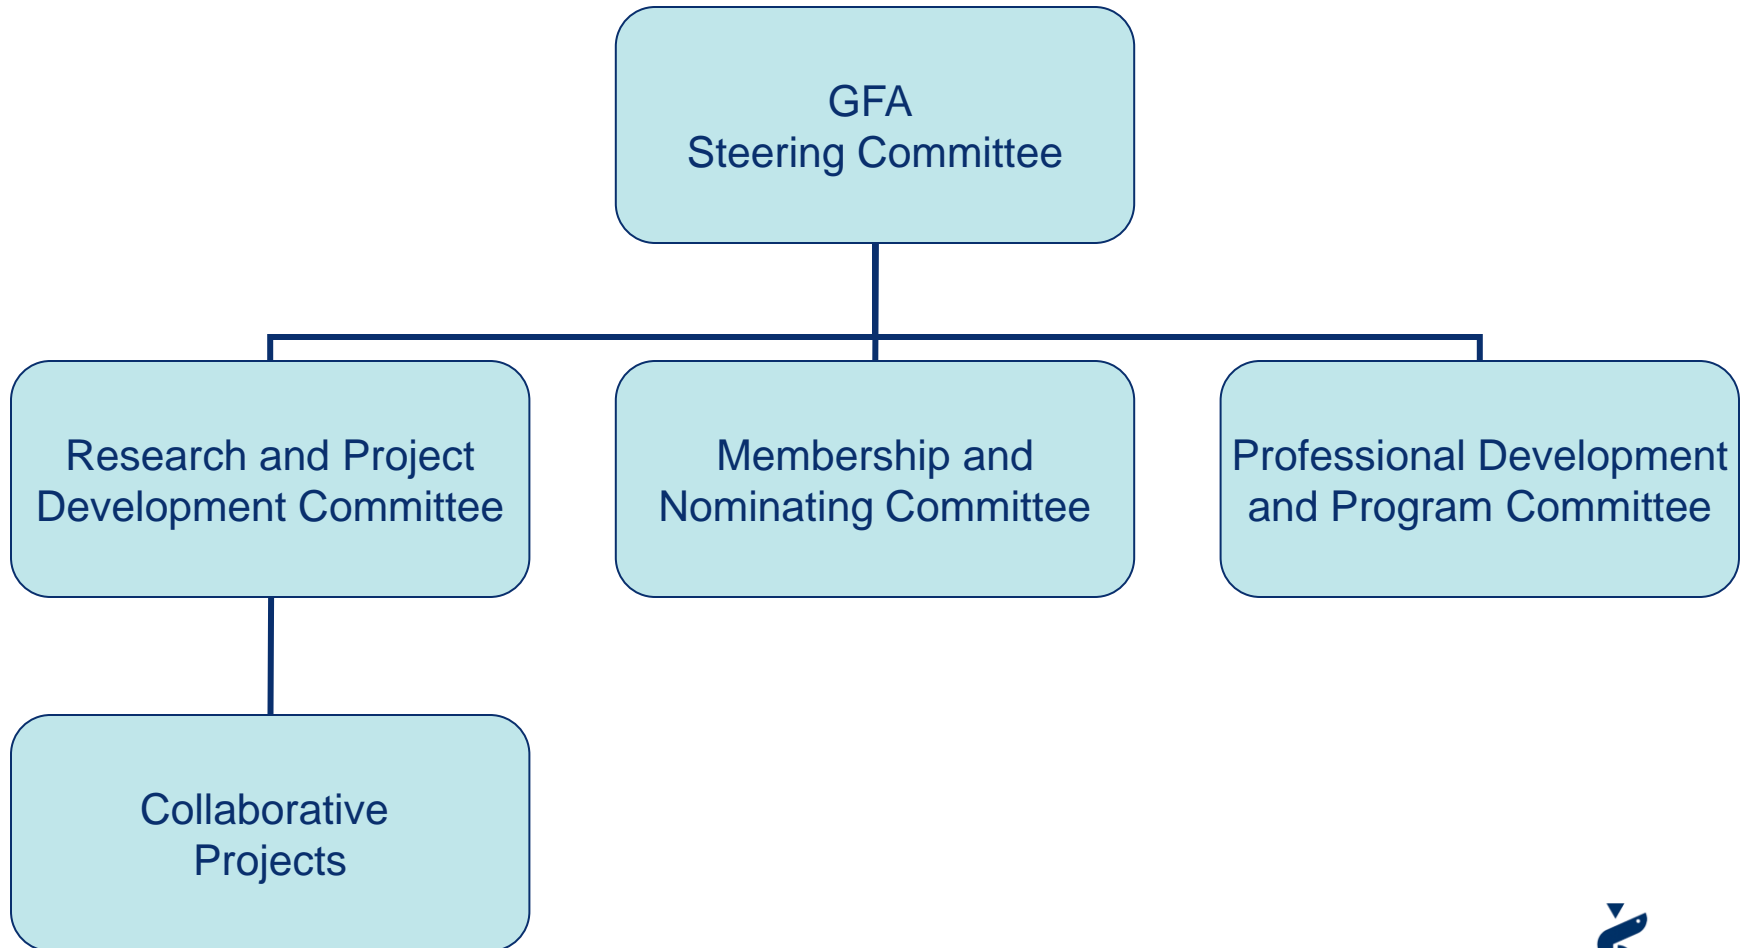 GFA
Steering Committee
Research and Project
Development Committee
Membership and
Nominating Committee
Professional Development
and Program Committee
Collaborative
Projects